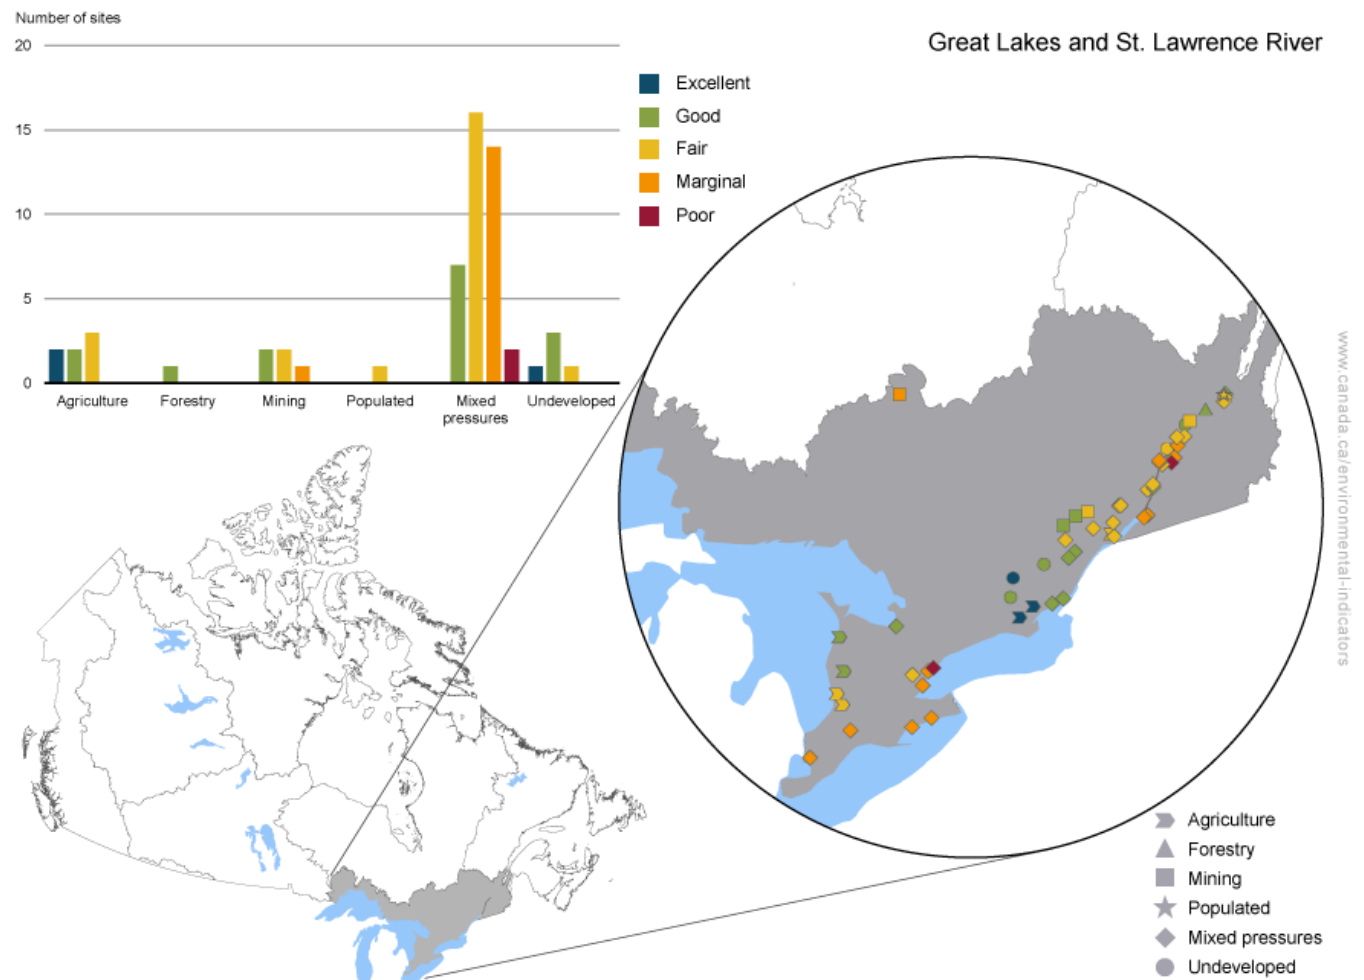 Number of sites
20
15
10
5
0
Agriculture
Forestry
Mining
Populated
Mixed
pressures
Undeveloped
Great Lakes and St. Lawrence River
Excellent
Good
Fair
Marginal
Poor
www.canada.ca/environmental-indicators
Agriculture
Forestry
Mining
Populated
Mixed pressures
Undeveloped